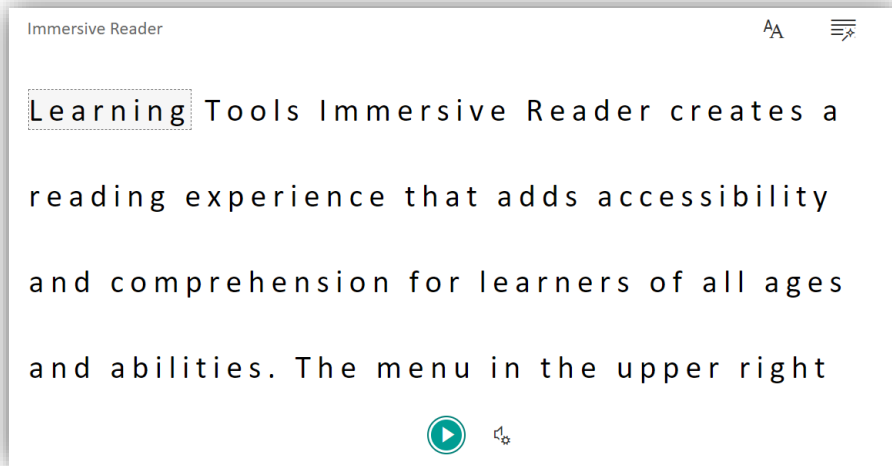 Immersive Reader
AA
Learning Tools Immersive Reader creates a
reading experience that adds accessibility
and comprehension for learners of all ages
and abilities. The menu in the upper right